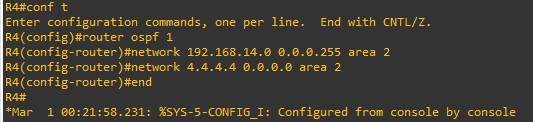 R4#conf t
Enter configuration commands, one per line.  End with CNTL/Z.
R4(config)#router ospf 1
R4(config-router)#network 192.168.14.0 0.0.0.255 area 2
R4(config-router)#network 4.4.4.4 0.0.0.0 area 2
R4(config-router)#end
R4#
*Mar  1 00:21:58.231: %SYS-5-CONFIG_I: Configured from console by console